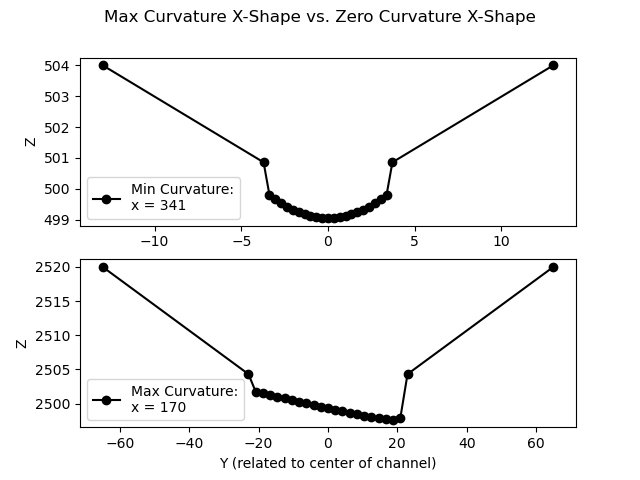 Max Curvature X-Shape vs. Zero Curvature X-Shape
504
503
502
501
500
499
Z
Min Curvature:
x = 341
−10
−5
0
5
10
2520
2515
2510
2505
2500
Z
Max Curvature:
x = 170
−60
−40
−20
0
20
40
60
Y (related to center of channel)